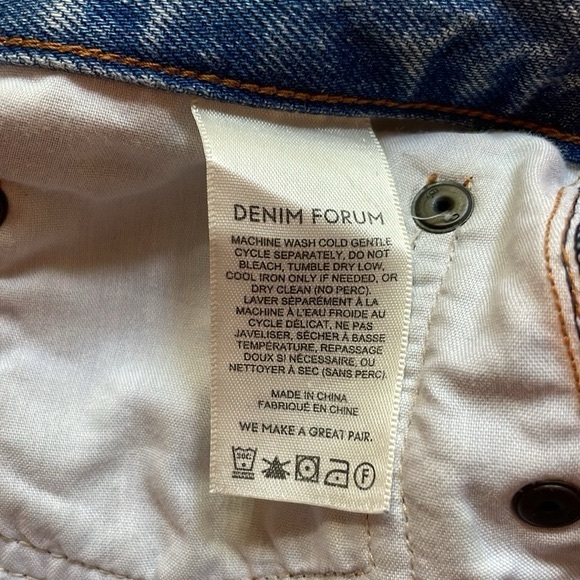 DENIM FORUM
MACHINE WASH COLD GENTLE
CYCLE SEPARATELY, DO NOT
BLEACH, TUMBLE DRY LOW,
COOL IRON ONLY IF NEEDED, OR
DRY CLEAN (NO PERC).
LAVER SÉPARÉMENT À LA
MACHINE À L'EAU FROIDE AU
CYCLE DÉLICAT, NE PAS
JAVELISER, SÉCHER À BASSE
TEMPÉRATURE, REPASSAGE
DOUX SI NÉCESSAIRE, OU
NETTOYER À SEC (SANS PERC).
MADE IN CHINA
FABRIQUÉ EN CHINE
WE MAKE A GREAT PAIR.
30C F